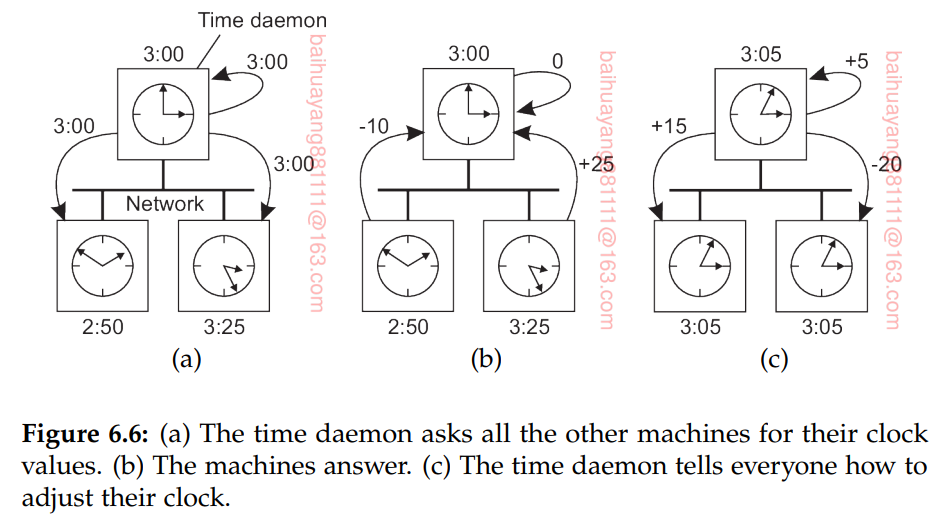 Time daemon
3:00
3:00
3:00
3:00
Network
2:50
3:25
(a)
baihuayang881111@163.com
3:00
0
-10
+25
2:50
3:25
(b)
baihuayang881111@163.com
3:05
+5
+15
-20
3:05
3:05
(c)
baihuayang881111@163.com
Figure 6.6: (a) The time daemon asks all the other machines for their clock
values. (b) The machines answer. (c) The time daemon tells everyone how to
adjust their clock.